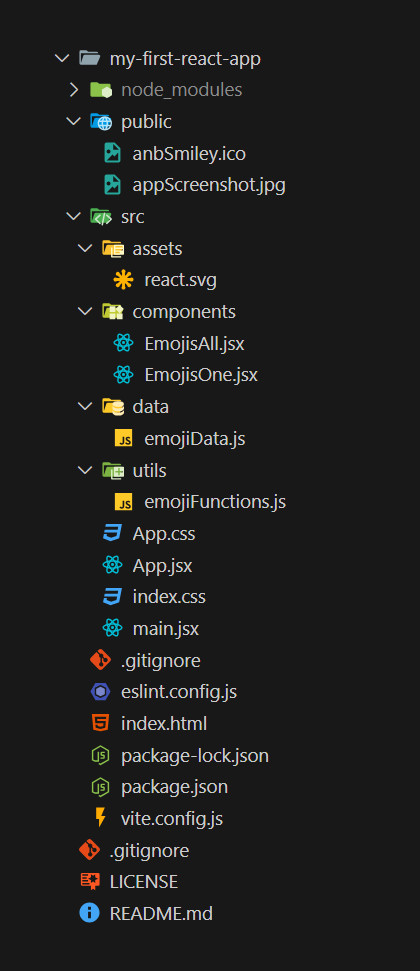 my-first-react-app
node_modules
public
anbSmiley.ico
appScreenshot.jpg
src
assets
react.svg
components
EmojisAll.jsx
EmojisOne.jsx
data
emojiData.js
utils
emojiFunctions.js
App.css
App.jsx
index.css
main.jsx
.gitignore
eslint.config.js
index.html
package-lock.json
package.json
vite.config.js
.gitignore
LICENSE
README.md